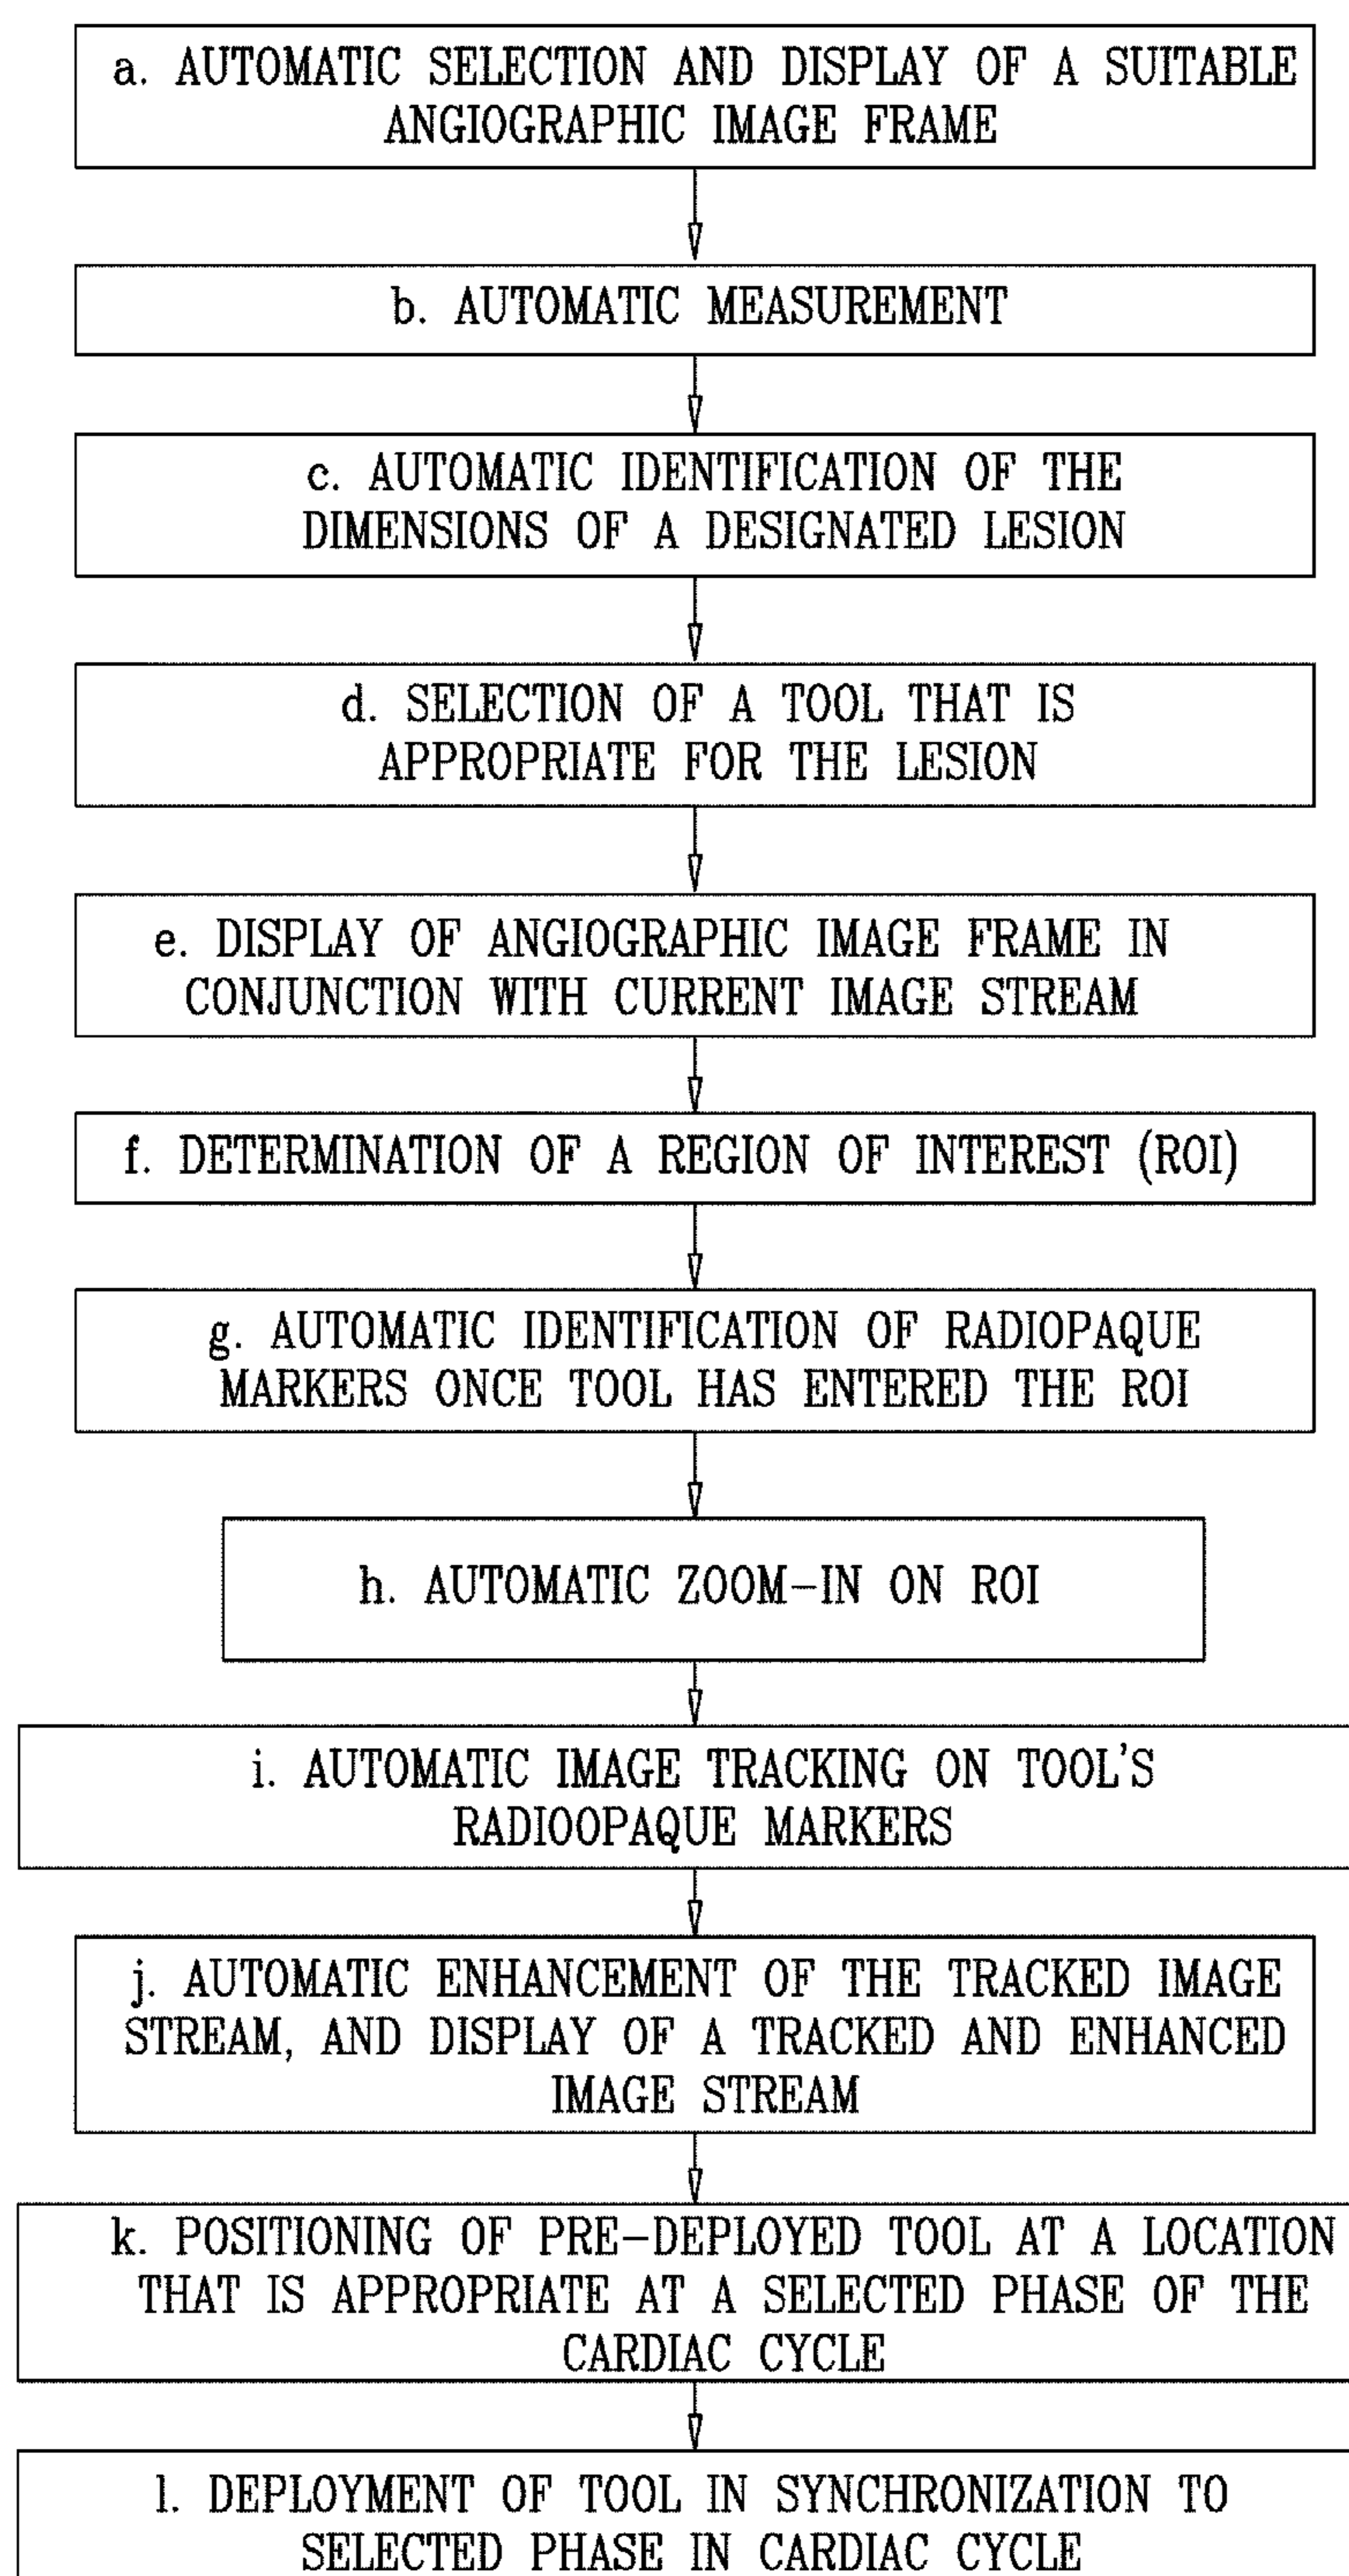 a. AUTOMATIC SELECTION AND DISPLAY OF A SUITABLE
ANGIOGRAPHIC IMAGE FRAME
b. AUTOMATIC MEASUREMENT
c. AUTOMATIC IDENTIFICATION OF THE
DIMENSIONS OF A DESIGNATED LESION
d. SELECTION OF A TOOL THAT IS
APPROPRIATE FOR THE LESION
e. DISPLAY OF ANGIOGRAPHIC IMAGE FRAME IN
CONJUNCTION WITH CURRENT IMAGE STREAM
f. DETERMINATION OF A REGION OF INTEREST (ROI)
g. AUTOMATIC IDENTIFICATION OF RADIOPAQUE
MARKERS ONCE TOOL HAS ENTERED THE ROI
h. AUTOMATIC ZOOM-IN ON ROI
i. AUTOMATIC IMAGE TRACKING ON TOOL'S
RADIOOPAQUE MARKERS
j. AUTOMATIC ENHANCEMENT OF THE TRACKED IMAGE
STREAM, AND DISPLAY OF A TRACKED AND ENHANCED
IMAGE STREAM
k. POSITIONING OF PRE-DEPLOYED TOOL AT A LOCATION
THAT IS APPROPRIATE AT A SELECTED PHASE OF THE
CARDIAC CYCLE
l. DEPLOYMENT OF TOOL IN SYNCHRONIZATION TO
SELECTED PHASE IN CARDIAC CYCLE